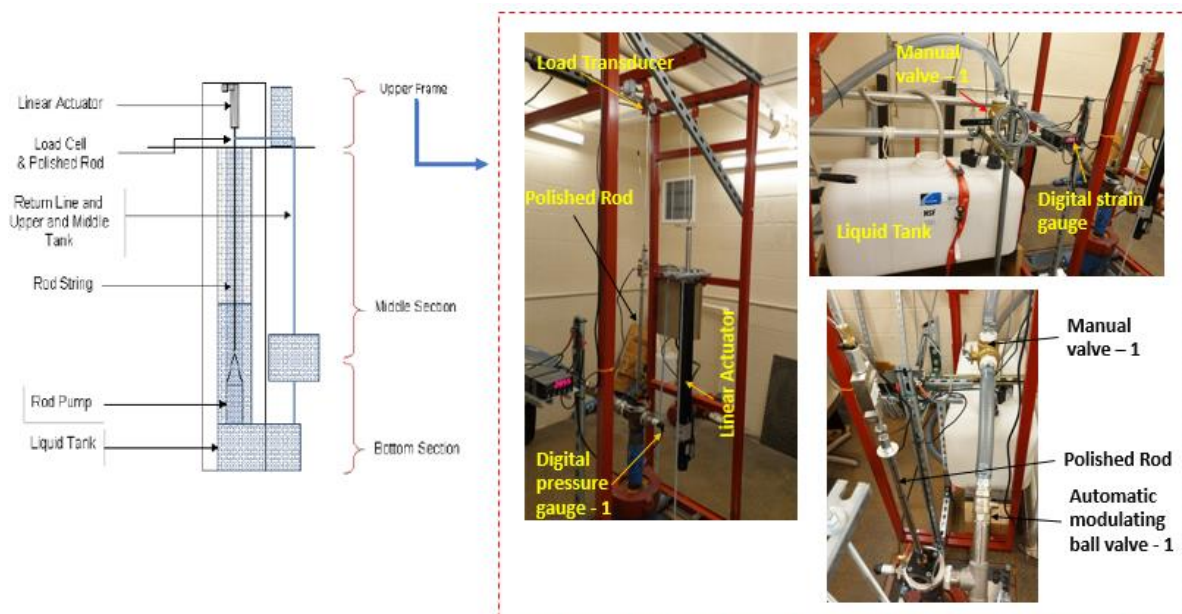 Linear Actuator
Load Cell
& Polished Rod
Return Line and
Upper and Middle
Tank
Rod String
Rod Pump
Liquid Tank
Upper Frame
Middle Section
Bottom Section
Load Transducer
Polished Rod
Linear Actuator
Digital
pressure
gauge - 1
Manual
valve – 1
Digital strain
gauge
Liquid Tank
NSF
Manual
valve – 1
Polished Rod
Automatic
modulating
ball valve - 1